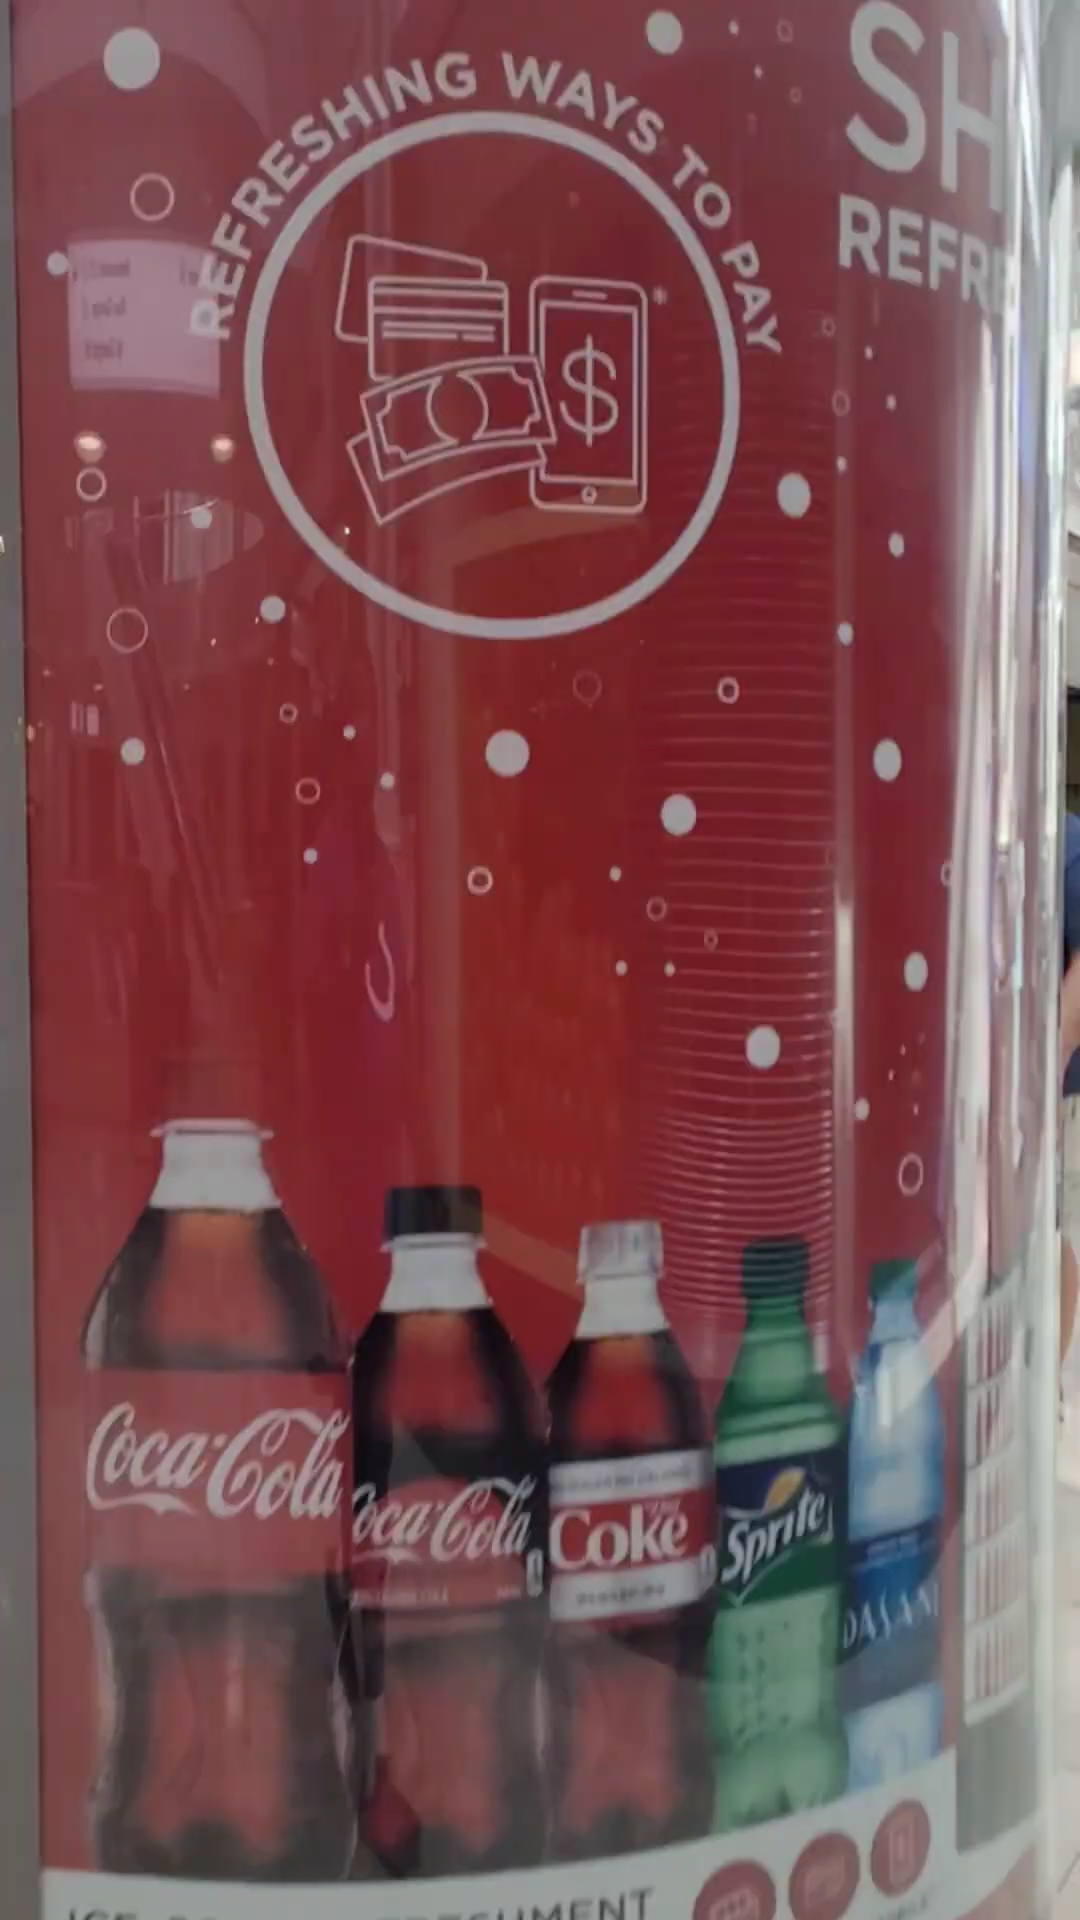 REFRESHING WAYS TO PAY
$
*
SH
REFRE
Coca-Cola
Coca-Cola
Coke
Sprite
DASANI